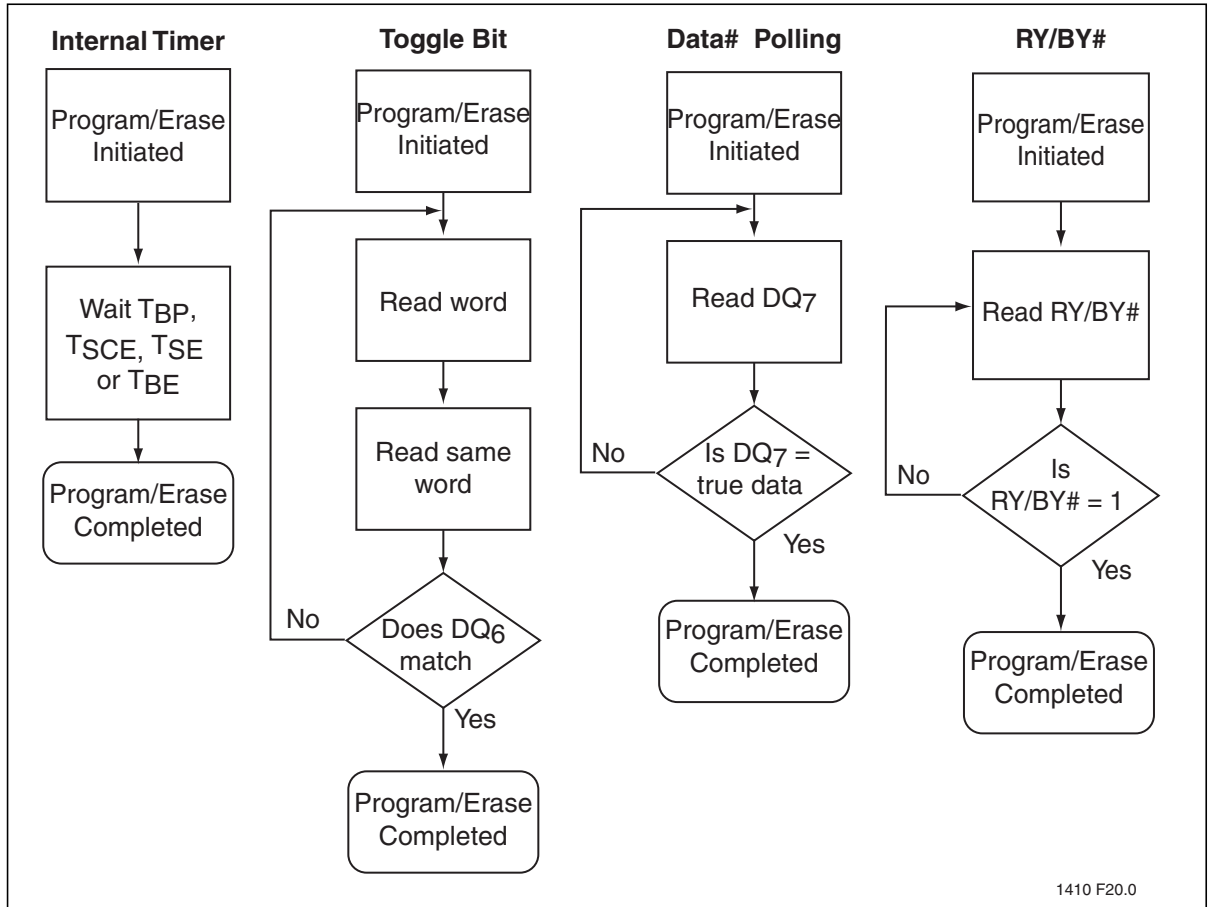 Internal Timer
Program/Erase
Initiated
Wait TBP,
TSCE, TSE
or TBE
Program/Erase
Completed
Toggle Bit
Program/Erase
Initiated
Read word
Read same
word
Does DQ6
match
No
Yes
Program/Erase
Completed
Data# Polling
Program/Erase
Initiated
Read DQ7
Is DQ7 =
true data
No
Yes
Program/Erase
Completed
RY/BY#
Program/Erase
Initiated
Read RY/BY#
Is
RY/BY# = 1
No
Yes
Program/Erase
Completed
1410 F20.0